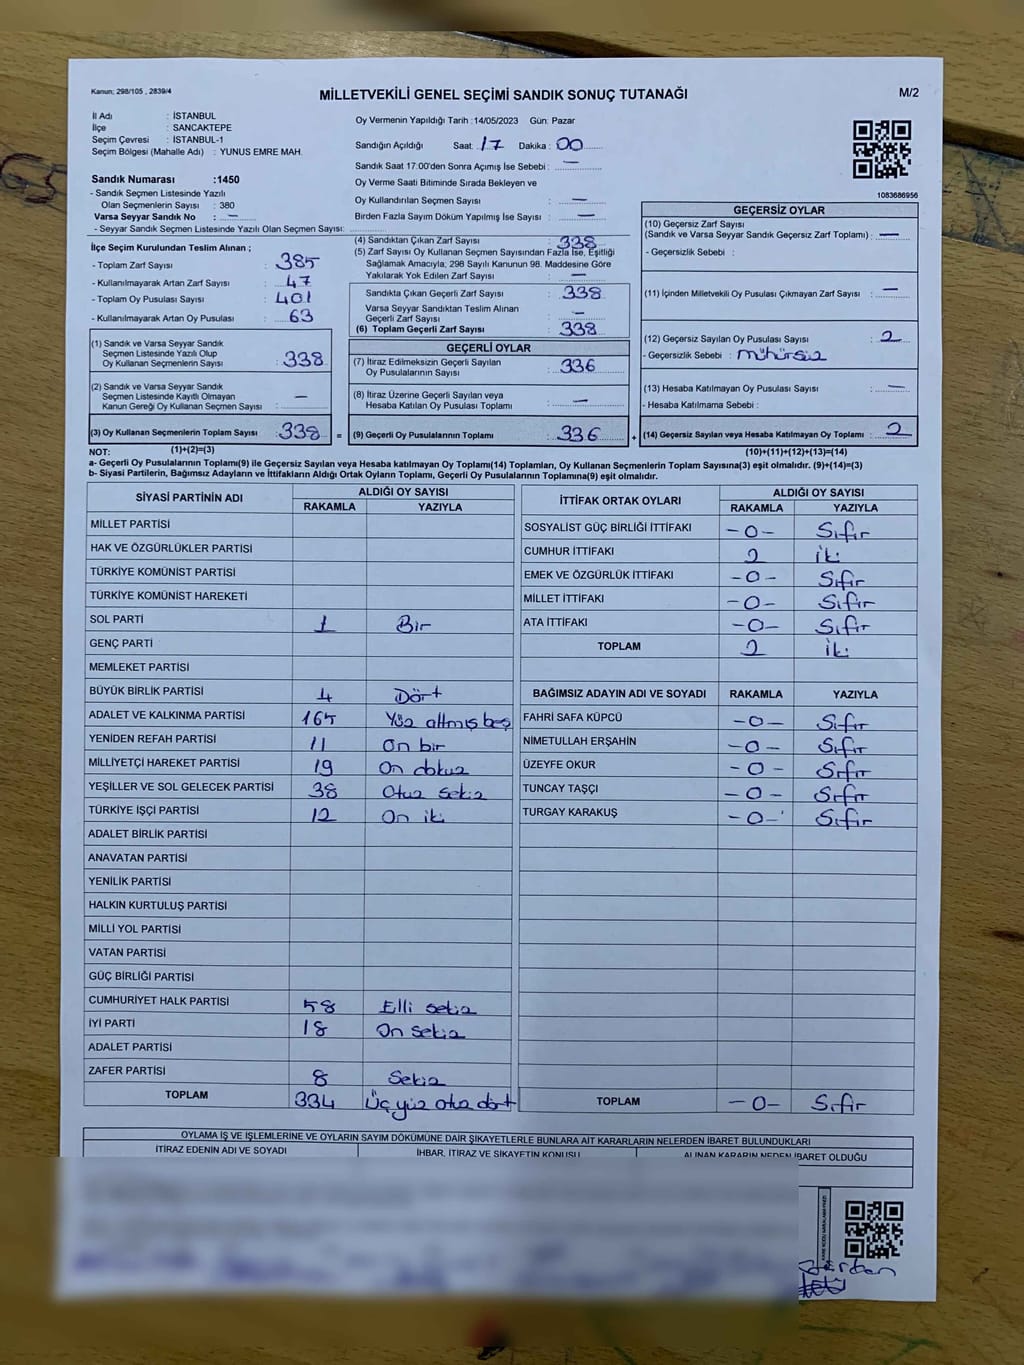 Kanun; 298/105 , 2839/4
MİLLETVEKİLİ GENEL SEÇİMİ SANDIK SONUÇ TUTANAĞI
M/2
İl Adı : İSTANBUL
İlçe : SANCAKTEPE
Seçim Çevresi : İSTANBUL-1
Seçim Bölgesi (Mahalle Adı) : YUNUS EMRE MAH.
Sandık Numarası :1450
- Sandık Seçmen Listesinde Yazılı
Olan Seçmenlerin Sayısı : 380
Varsa Seyyar Sandık No : —
- Seyyar Sandık Seçmen Listesinde Yazılı Olan Seçmen Sayısı:
Oy Vermenin Yapıldığı Tarih :14/05/2023 Gün: Pazar
Sandığın Açıldığı Saat: 17 Dakika : 00
Sandık Saat 17:00'den Sonra Açımış İse Sebebi : —
Oy Verme Saati Bitiminde Sırada Bekleyen ve
Oy Kullandırılan Seçmen Sayısı : —
Birden Fazla Sayım Döküm Yapılmış İse Sayısı : —
1083686956
İlçe Seçim Kurulundan Teslim Alınan ;
- Toplam Zarf Sayısı : 385
- Kullanılmayarak Artan Zarf Sayısı : 47
- Toplam Oy Pusulası Sayısı : 401
- Kullanılmayarak Artan Oy Pusulası : 63
(4) Sandıktan Çıkan Zarf Sayısı : 338
(5) Zarf Sayısı Oy Kullanan Seçmen Sayısından Fazla İse, Eşitliği
Sağlamak Amacıyla; 298 Sayılı Kanunun 98. Maddesine Göre
Yakılarak Yok Edilen Zarf Sayısı : —
Sandıkta Çıkan Geçerli Zarf Sayısı : 338
Varsa Seyyar Sandıktan Teslim Alınan
Geçerli Zarf Sayısı : —
(6) Toplam Geçerli Zarf Sayısı : 338
GEÇERSİZ OYLAR
(10) Geçersiz Zarf Sayısı
(Sandık ve Varsa Seyyar Sandık Geçersiz Zarf Toplamı) : —
- Geçersizlik Sebebi :
(11) İçinden Milletvekili Oy Pusulası Çıkmayan Zarf Sayısı : —
(12) Geçersiz Sayılan Oy Pusulası Sayısı : 2
- Geçersizlik Sebebi : mühürsüz
(13) Hesaba Katılmayan Oy Pusulası Sayısı : —
- Hesaba Katılmama Sebebi :
(14) Geçersiz Sayılan veya Hesaba Katılmayan Oy Toplamı : 2
(10)+(11)+(12)+(13)=(14)
(1) Sandık ve Varsa Seyyar Sandık
Seçmen Listesinde Yazılı Olup
Oy Kullanan Seçmenlerin Sayısı : 338
(2) Sandık ve Varsa Seyyar Sandık
Seçmen Listesinde Kayıtlı Olmayan
Kanun Gereği Oy Kullanan Seçmen Sayısı : —
(3) Oy Kullanan Seçmenlerin Toplam Sayısı : 338 =
(1)+(2)=(3)
GEÇERLİ OYLAR
(7) İtiraz Edilmeksizin Geçerli Sayılan
Oy Pusulalarının Sayısı : 336
(8) İtiraz Üzerine Geçerli Sayılan veya
Hesaba Katılan Oy Pusulası Toplamı : —
(9) Geçerli Oy Pusulalarının Toplamı : 336 +
NOT:
a- Geçerli Oy Pusulalarının Toplamı(9) ile Geçersiz Sayılan veya Hesaba katılmayan Oy Toplamı(14) Toplamları, Oy Kullanan Seçmenlerin Toplam Sayısına(3) eşit olmalıdır. (9)+(14)=(3)
b- Siyasi Partilerin, Bağımsız Adayların ve İttifakların Aldığı Ortak Oyların Toplamı, Geçerli Oy Pusulalarının Toplamına(9) eşit olmalıdır.
SİYASİ PARTİNİN ADI ALDIĞI OY SAYISI
RAKAMLA YAZIYLA
MİLLET PARTİSİ
HAK VE ÖZGÜRLÜKLER PARTİSİ
TÜRKİYE KOMÜNİST PARTİSİ
TÜRKİYE KOMÜNİST HAREKETİ
SOL PARTİ 1 Bir
GENÇ PARTİ
MEMLEKET PARTİSİ
BÜYÜK BİRLİK PARTİSİ 4 Dört
ADALET VE KALKINMA PARTİSİ 165 Yüz altmış beş
YENİDEN REFAH PARTİSİ 11 On bir
MİLLİYETÇİ HAREKET PARTİSİ 19 On dokuz
YEŞİLLER VE SOL GELECEK PARTİSİ 38 Otuz sekiz
TÜRKİYE İŞÇİ PARTİSİ 12 On iki
ADALET BİRLİK PARTİSİ
ANAVATAN PARTİSİ
YENİLİK PARTİSİ
HALKIN KURTULUŞ PARTİSİ
MİLLİ YOL PARTİSİ
VATAN PARTİSİ
GÜÇ BİRLİĞİ PARTİSİ
CUMHURİYET HALK PARTİSİ 58 Elli sekiz
İYİ PARTİ 18 On sekiz
ADALET PARTİSİ
ZAFER PARTİSİ 8 Sekiz
TOPLAM 334 Üç yüz otuz dört
İTTİFAK ORTAK OYLARI ALDIĞI OY SAYISI
RAKAMLA YAZIYLA
SOSYALİST GÜÇ BİRLİĞİ İTTİFAKI -0- Sıfır
CUMHUR İTTİFAKI 2 iki
EMEK VE ÖZGÜRLÜK İTTİFAKI -0- Sıfır
MİLLET İTTİFAKI -0- Sıfır
ATA İTTİFAKI -0- Sıfır
TOPLAM 2 iki
BAĞIMSIZ ADAYIN ADI VE SOYADI RAKAMLA YAZIYLA
FAHRİ SAFA KÜPCÜ -0- Sıfır
NİMETULLAH ERŞAHİN -0- Sıfır
ÜZEYFE OKUR -0- Sıfır
TUNCAY TAŞÇI -0- Sıfır
TURGAY KARAKUŞ -0- Sıfır
TOPLAM -0- Sıfır
OYLAMA İŞ VE İŞLEMLERİNE VE OYLARIN SAYIM DÖKÜMÜNE DAİR ŞİKAYETLERLE BUNLARA AİT KARARLARIN NELERDEN İBARET BULUNDUKLARI
İTİRAZ EDENİN ADI VE SOYADI İHBAR, İTİRAZ VE ŞİKAYETİN KONUSU ALINAN KARARIN NEDEN İBARET OLDUĞU